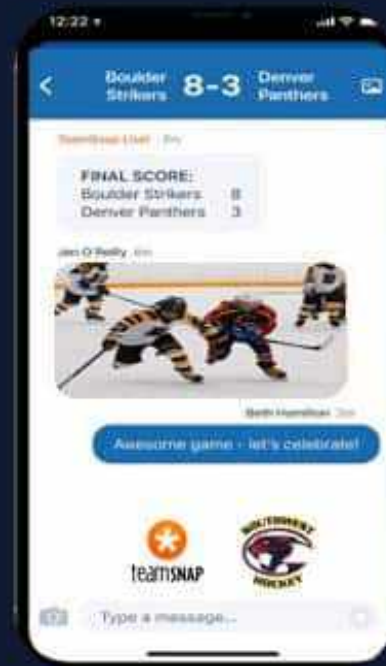 12:22
Boulder Strikers 8-3 Denver Panthers
TeamSnap Live!
FINAL SCORE:
Boulder Strikers 8
Denver Panthers 3
Jen O'Reilly
Beth Hamilton
Awesome game - let's celebrate!
teamSNAP
SOUTHWEST
HOCKEY
Type a message...